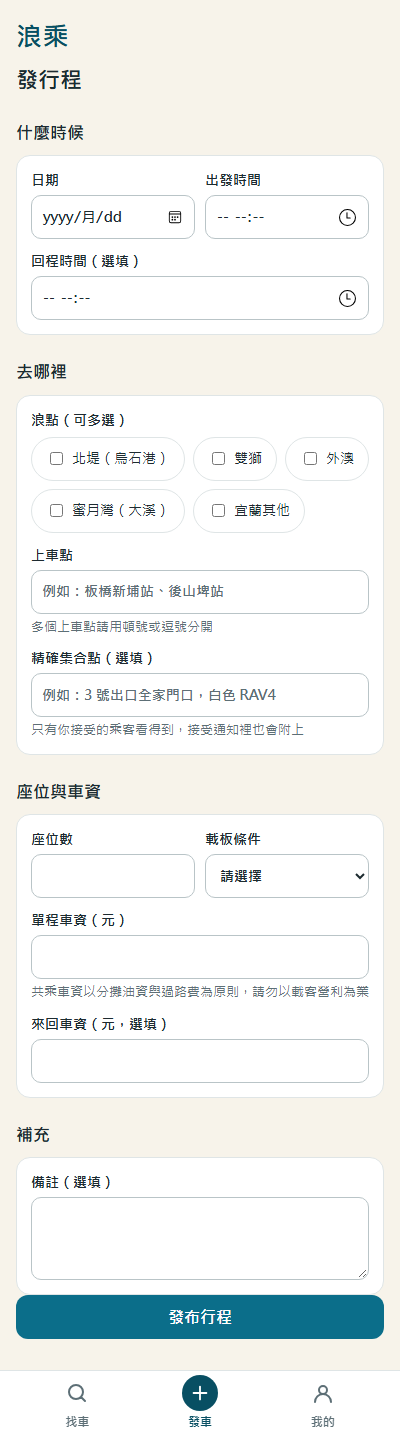 浪乘
發行程
什麼時候
日期 出發時間
yyyy/月/dd -- --:--
回程時間（選填）
-- --:--
去哪裡
浪點（可多選）
北堤（烏石港） 雙獅 外澳
蜜月灣（大溪） 宜蘭其他
上車點
例如：板橋新埔站、後山埤站
多個上車點請用頓號或逗號分開
精確集合點（選填）
例如：3 號出口全家門口，白色 RAV4
只有你接受的乘客看得到，接受通知裡也會附上
座位與車資
座位數 載板條件
請選擇
單程車資（元）
共乘車資以分攤油資與過路費為原則，請勿以載客營利為業
來回車資（元，選填）
補充
備註（選填）
發布行程
找車 發車 我的